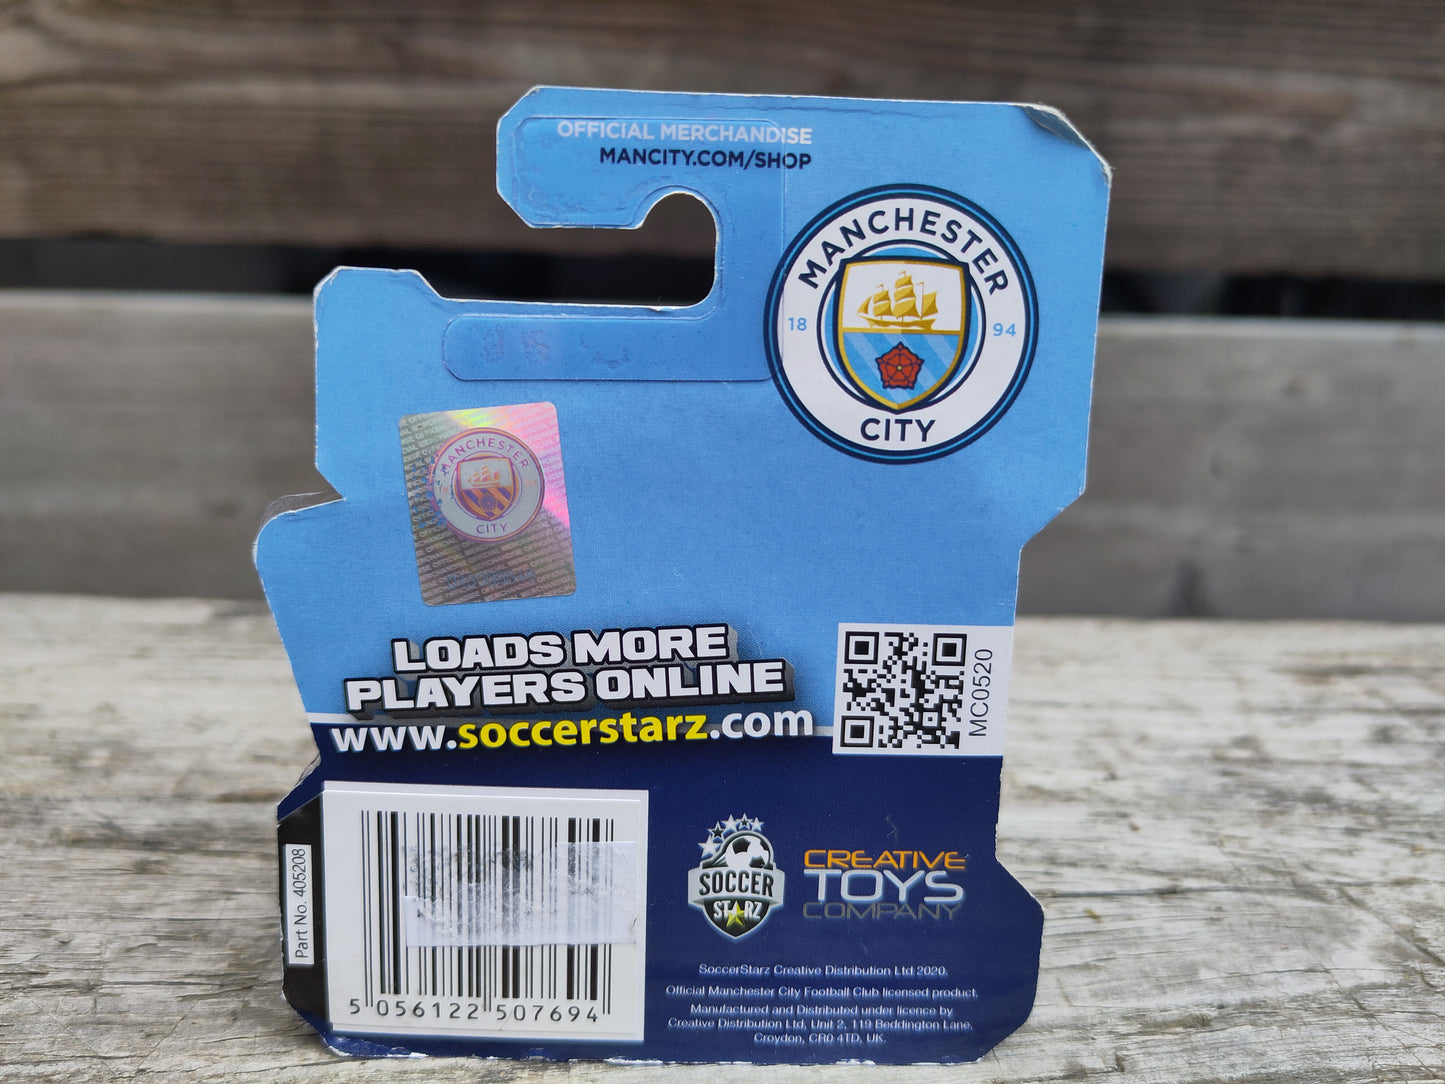 OFFICIAL MERCHANDISE
MANCITY.COM/SHOP
MANCHESTER
18 94
CITY
MANCHESTER
CITY
LOADS MORE
PLAYERS ONLINE
www.soccerstarz.com
MC0520
Part No. 405208
5 056122 507694
SOCCER
STARZ
CREATIVE
TOYS
COMPANY
SoccerStarz Creative Distribution Ltd 2020.
Official Manchester City Football Club licensed product.
Manufactured and Distributed under licence by
Creative Distribution Ltd, Unit 2, 119 Beddington Lane,
Croydon, CR0 4TD, UK.